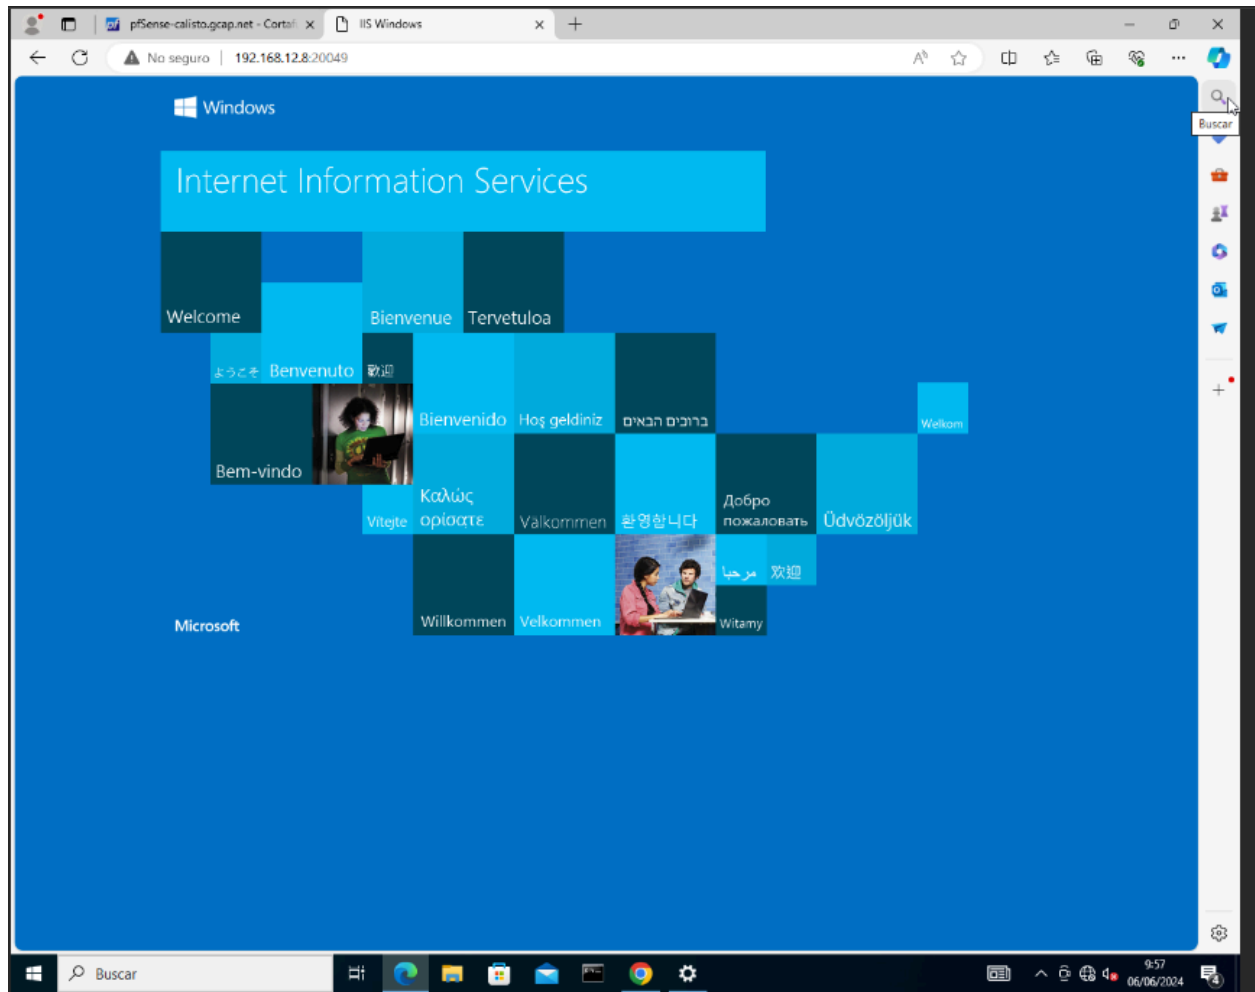 pfSense-calisto.gcap.net - Cortaf
IIS Windows
No seguro
192.168.12.8:20049
Buscar
Windows
Internet Information Services
Welcome
Bienvenue
Tervetuloa
ようこそ
Benvenuto
歡迎
Bienvenido
Hoş geldiniz
ברוכים הבאים
Welkom
Bem-vindo
Vítejte
Καλώς
ορίσατε
Välkommen
환영합니다
Добро
пожаловать
Üdvözöljük
مرحبا
欢迎
Microsoft
Willkommen
Velkommen
Witamy
Buscar
9:57
06/06/2024
4